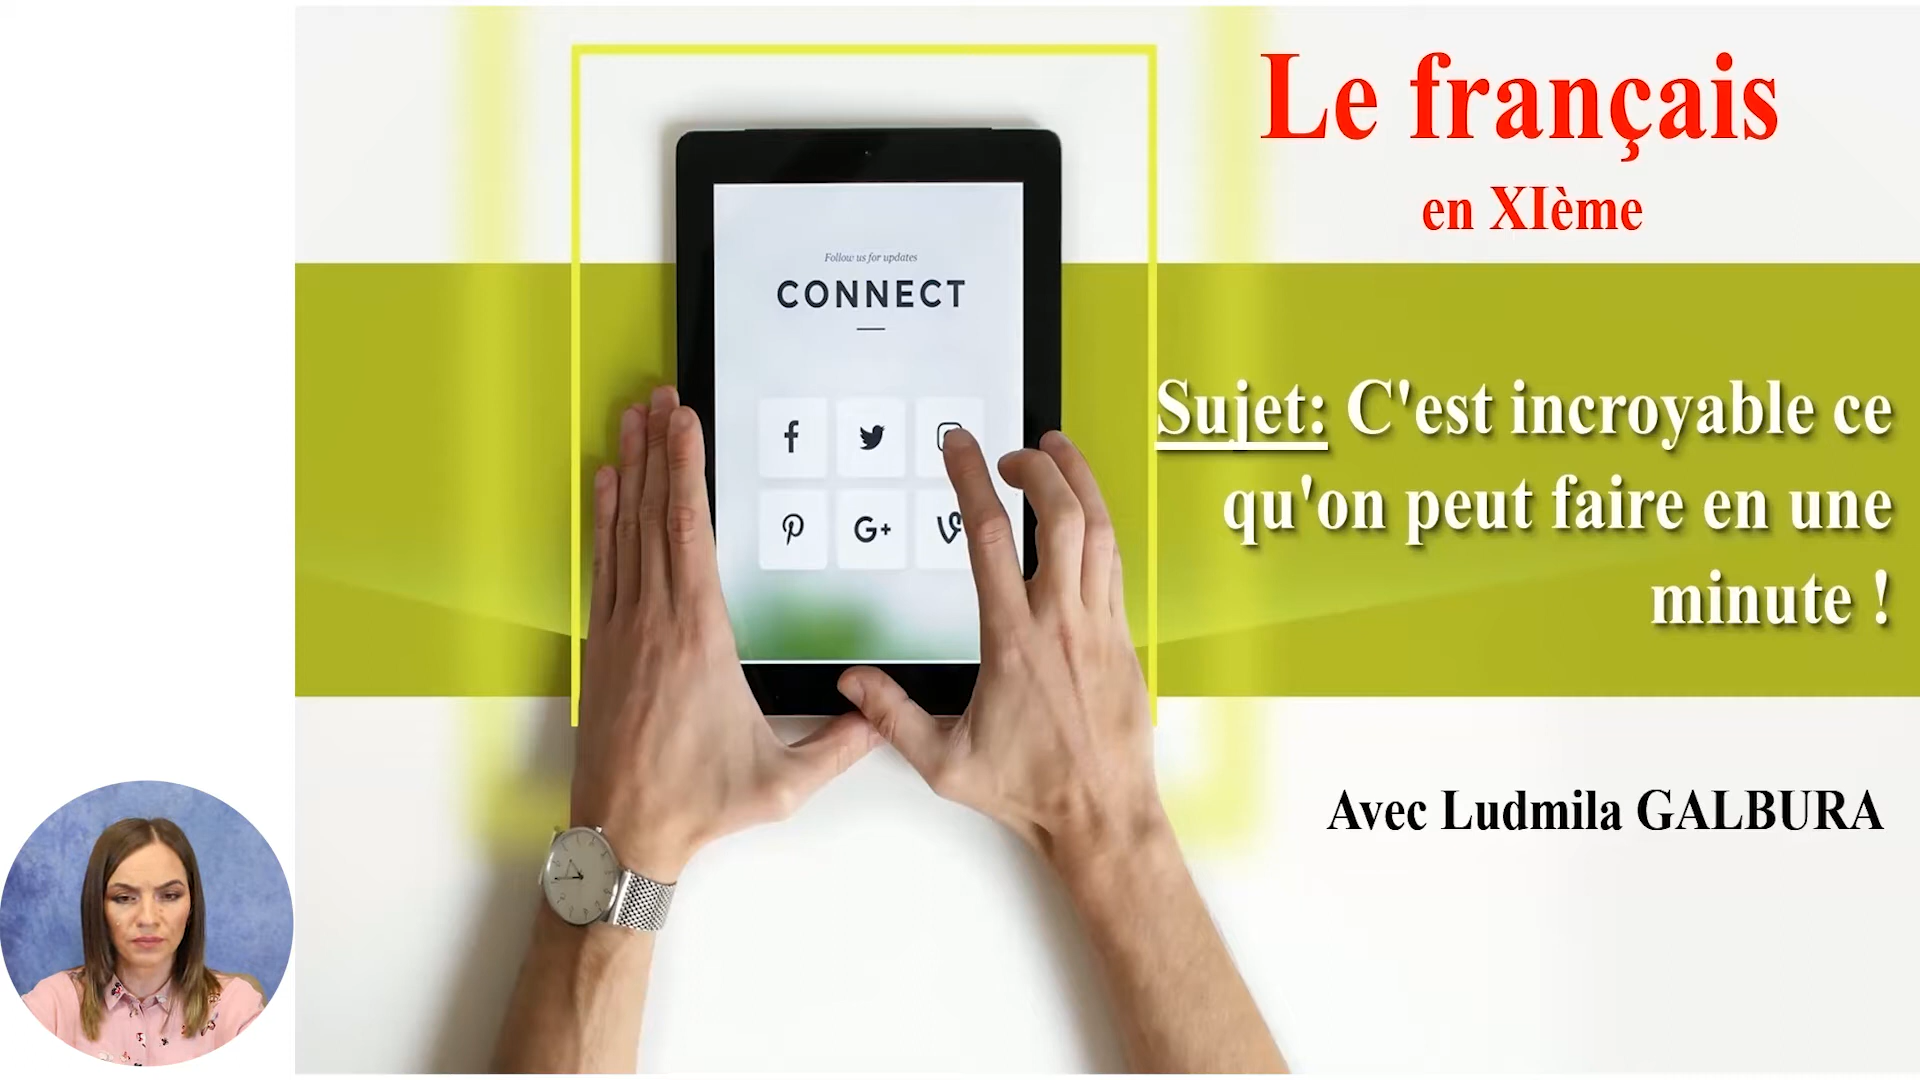 Le français
en XIème
Follow us for updates
CONNECT
f
G+
Sujet: C'est incroyable ce
qu'on peut faire en une
minute !
Avec Ludmila GALBURA